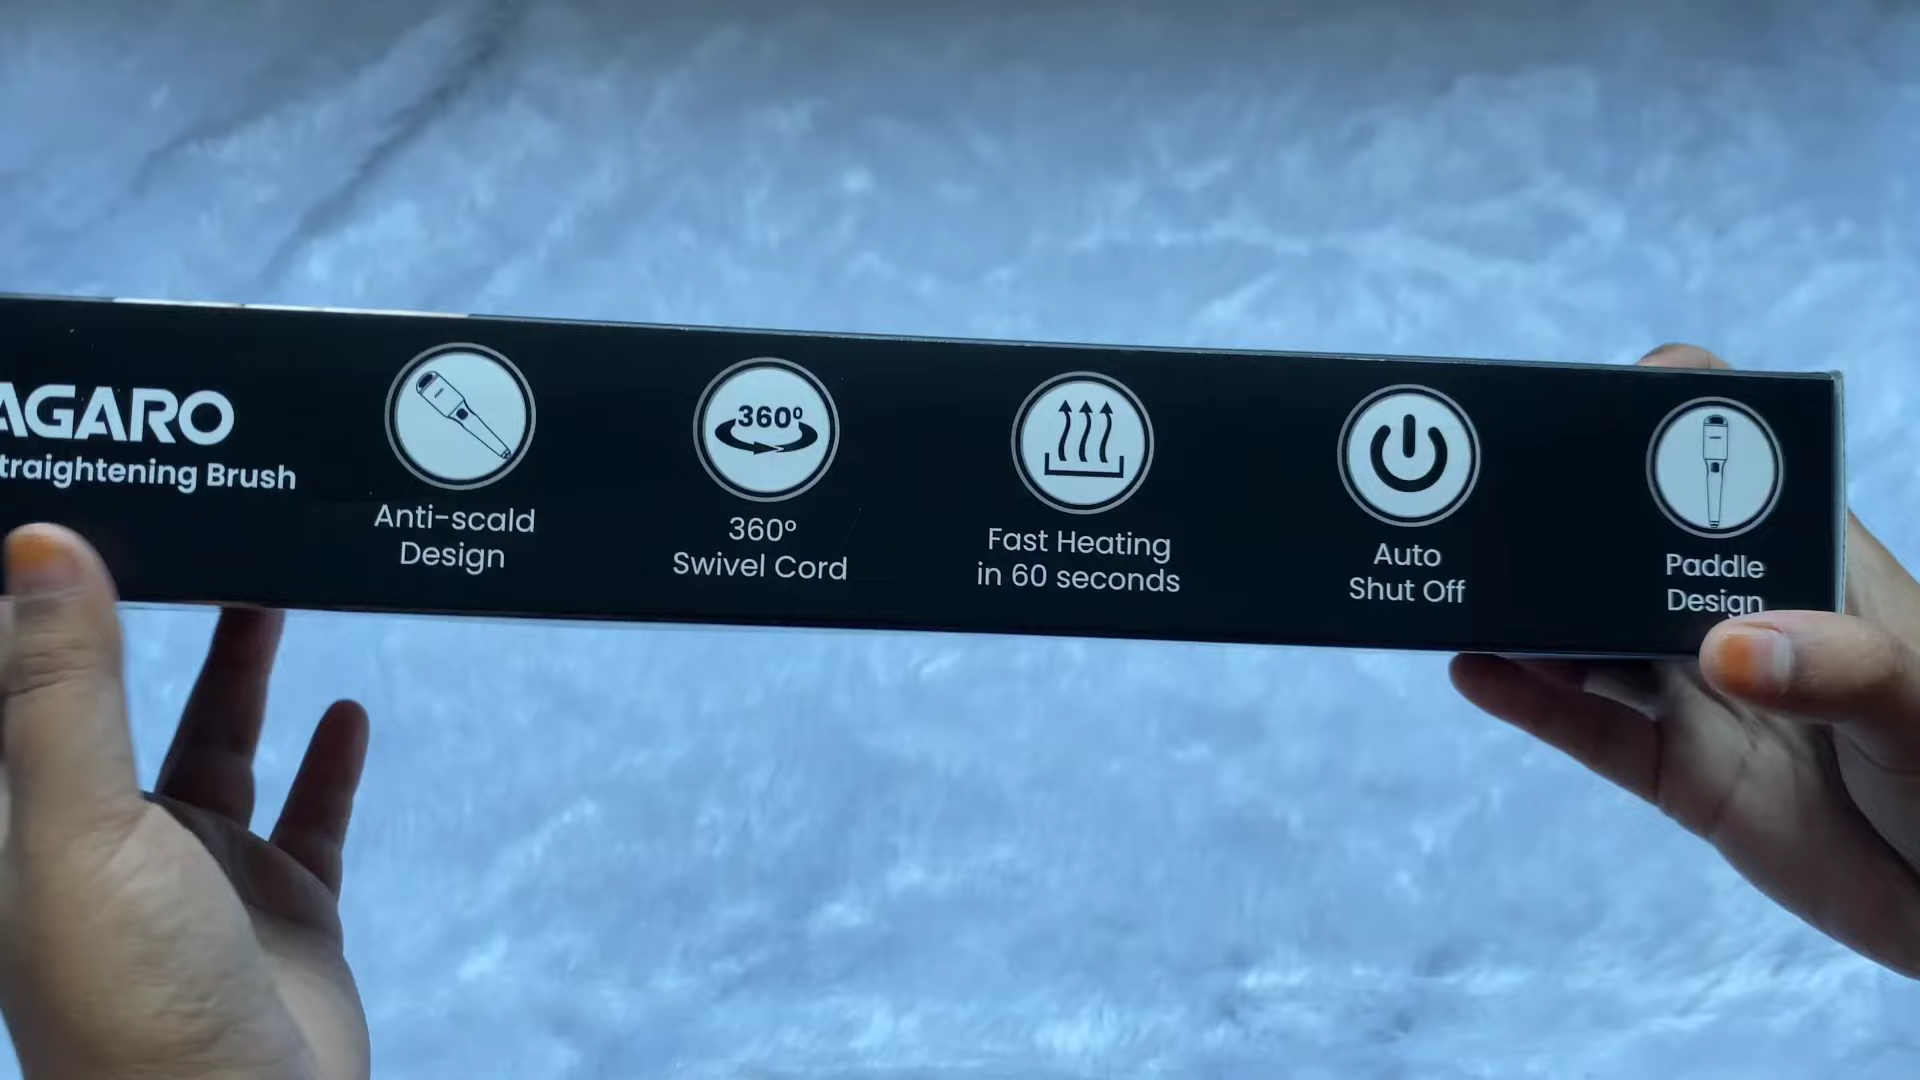 AGARO
traightening Brush
Anti-scald
Design
360º
360º
Swivel Cord
Fast Heating
in 60 seconds
Auto
Shut Off
Paddle
Design